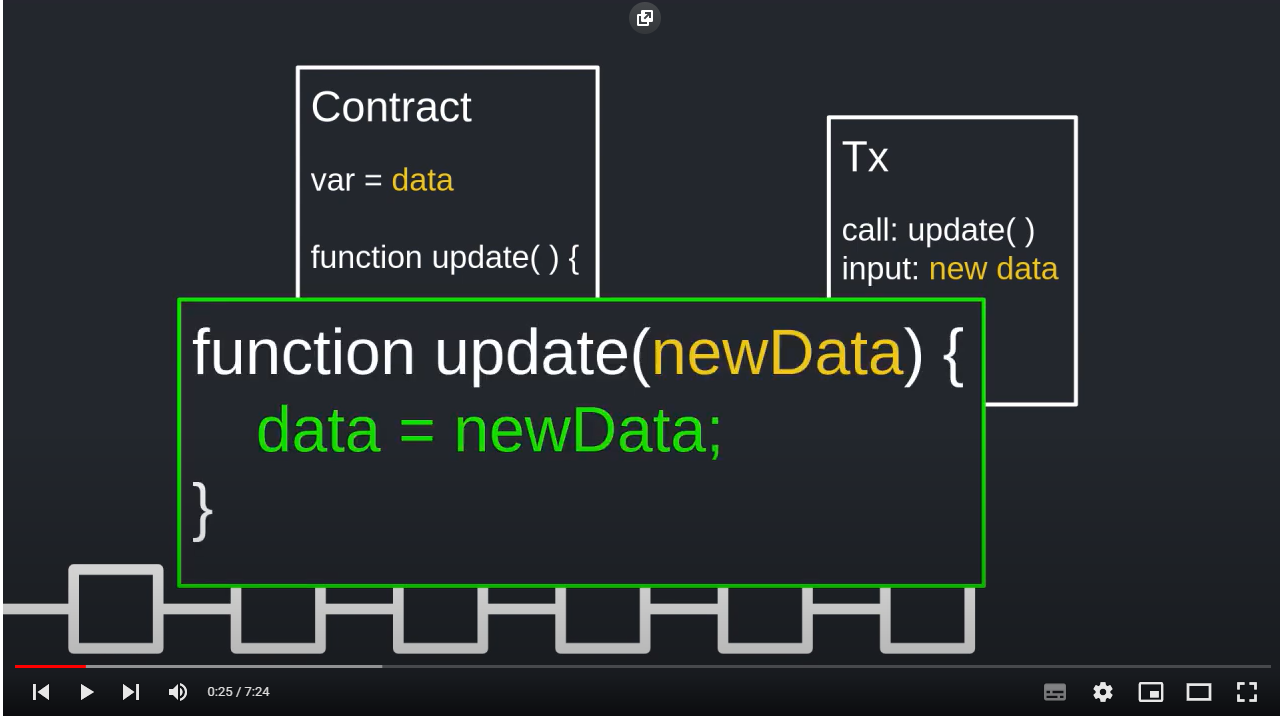 Contract
var = data
function update( ) {
Tx
call: update( )
input: new data
function update(newData) {
data = newData;
}
0:25 / 7:24